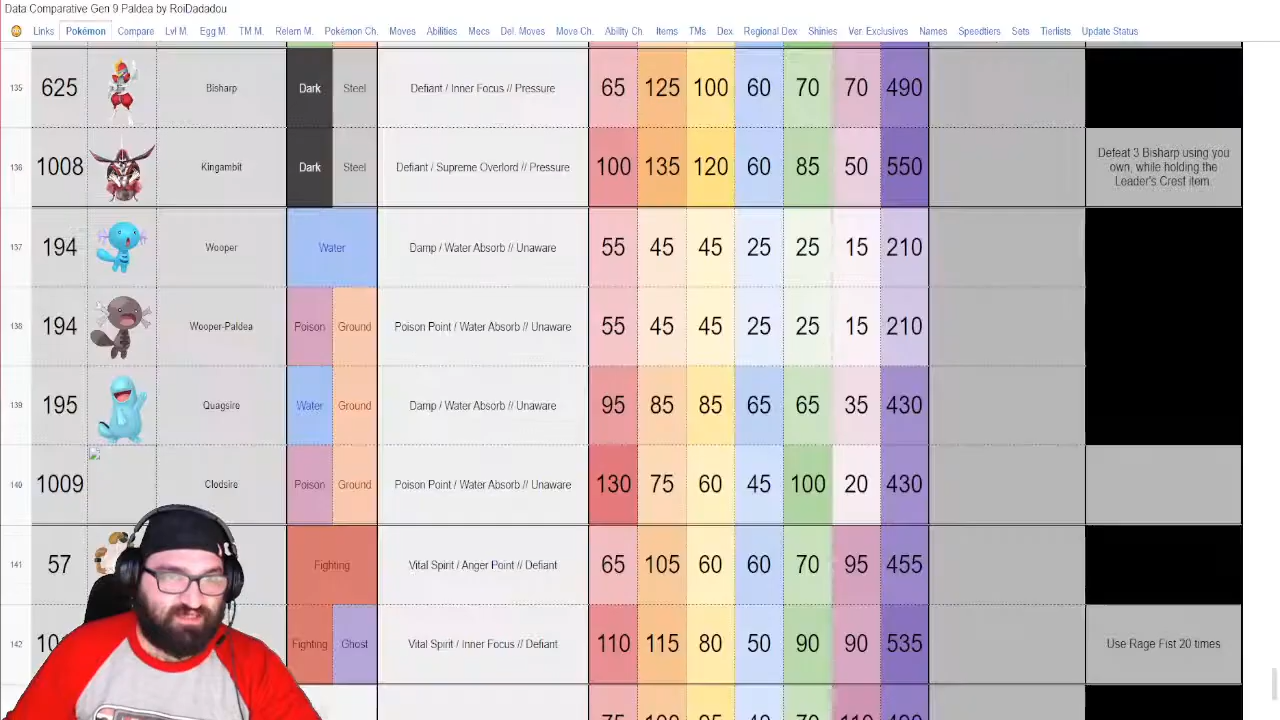 Data Comparative Gen 9 Paldea by RoiDadadou
Links Pokémon Compare Lvl M. Egg M. TM M. Relern M. Pokémon Ch. Moves Abilities Mecs Del. Moves Move Ch. Ability Ch Items TMs Dex Regional Dex Shinies Ver. Exclusives Names Speedtiers Sets Tierlists Update Status
135 625 Bisharp Dark Steel Defiant / Inner Focus // Pressure 65 125 100 60 70 70 490
136 1008 Kingambit Dark Steel Defiant / Supreme Overlord // Pressure 100 135 120 60 85 50 550 Defeat 3 Bisharp using you
own, while holding the
Leader's Crest item.
137 194 Wooper Water Damp / Water Absorb // Unaware 55 45 45 25 25 15 210
138 194 Wooper-Paldea Poison Ground Poison Point / Water Absorb // Unaware 55 45 45 25 25 15 210
139 195 Quagsire Water Ground Damp / Water Absorb // Unaware 95 85 85 65 65 35 430
140 1009 Clodsire Poison Ground Poison Point / Water Absorb // Unaware 130 75 60 45 100 20 430
141 57 Fighting Vital Spirit / Anger Point // Defiant 65 105 60 60 70 95 455
142 Fighting Ghost Vital Spirit / Inner Focus // Defiant 110 115 80 50 90 90 535 Use Rage Fist 20 times